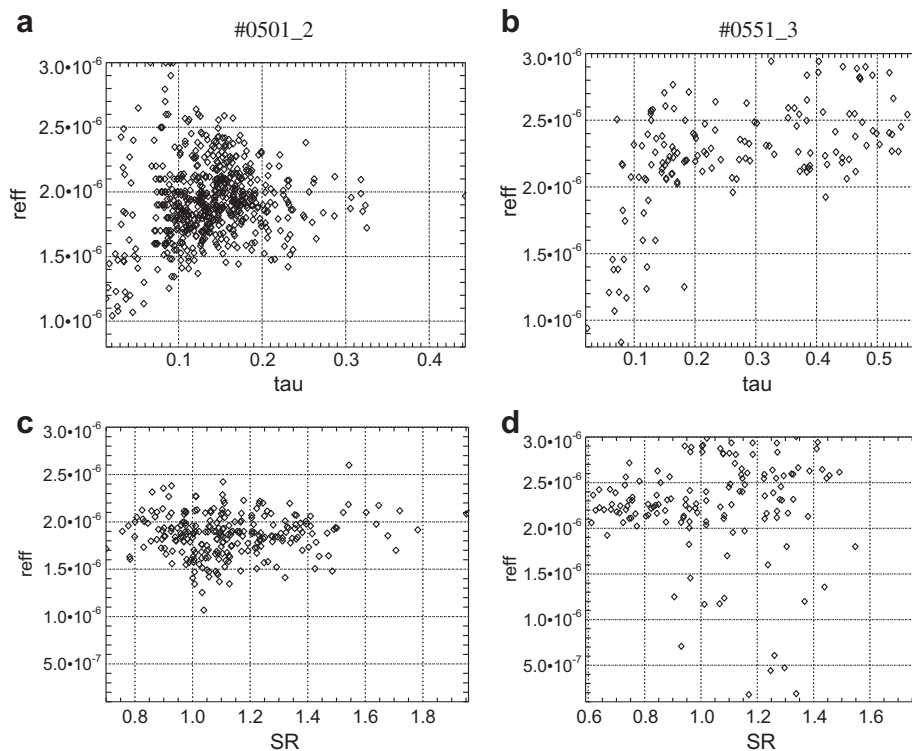 a
#0501_2
b
#0551_3
3.0•10⁻⁶
2.5•10⁻⁶
2.0•10⁻⁶
1.5•10⁻⁶
1.0•10⁻⁶
reff
0.1 0.2 0.3 0.4
tau
3.0•10⁻⁶
2.5•10⁻⁶
2.0•10⁻⁶
1.5•10⁻⁶
1.0•10⁻⁶
reff
0.1 0.2 0.3 0.4 0.5
tau
c
3.0•10⁻⁶
2.5•10⁻⁶
2.0•10⁻⁶
1.5•10⁻⁶
1.0•10⁻⁶
5.0•10⁻⁷
reff
0.8 1.0 1.2 1.4 1.6 1.8
SR
d
3.0•10⁻⁶
2.5•10⁻⁶
2.0•10⁻⁶
1.5•10⁻⁶
1.0•10⁻⁶
5.0•10⁻⁷
reff
0.6 0.8 1.0 1.2 1.4 1.6
SR